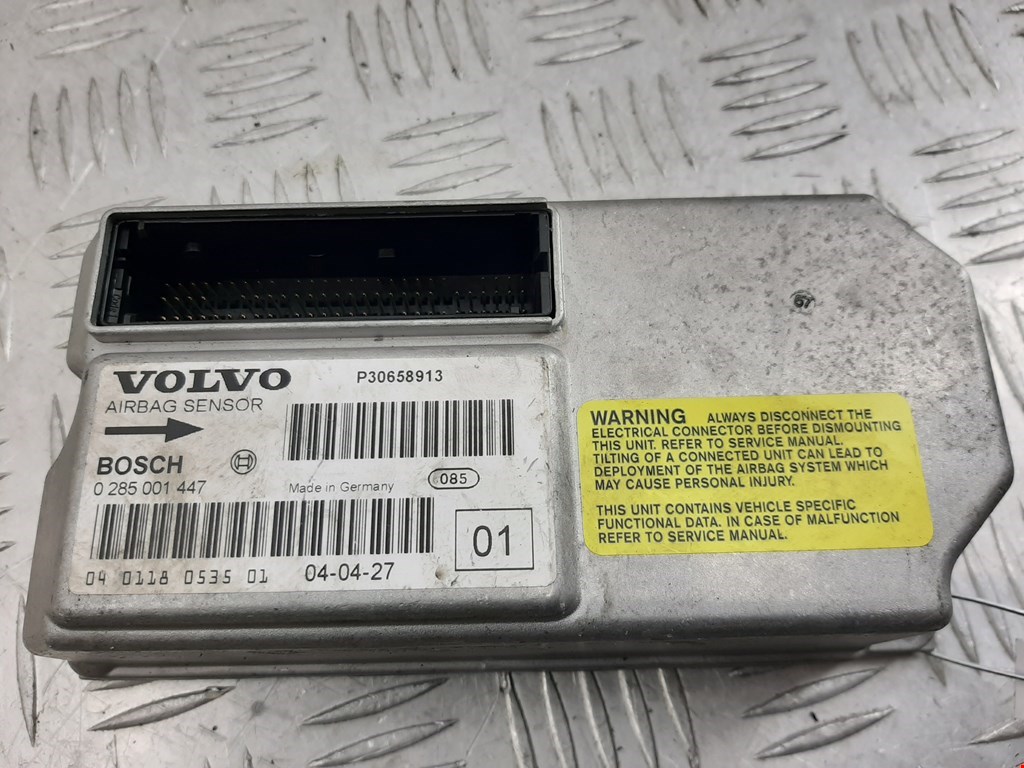 VOLVO
P30658913
AIRBAG SENSOR
BOSCH
0 285 001 447
Made in Germany
085
01
04 0118 0535 01
04-04-27
WARNING ALWAYS DISCONNECT THE
ELECTRICAL CONNECTOR BEFORE DISMOUNTING
THIS UNIT. REFER TO SERVICE MANUAL.
TILTING OF A CONNECTED UNIT CAN LEAD TO
DEPLOYMENT OF THE AIRBAG SYSTEM WHICH
MAY CAUSE PERSONAL INJURY.
THIS UNIT CONTAINS VEHICLE SPECIFIC
FUNCTIONAL DATA. IN CASE OF MALFUNCTION
REFER TO SERVICE MANUAL.